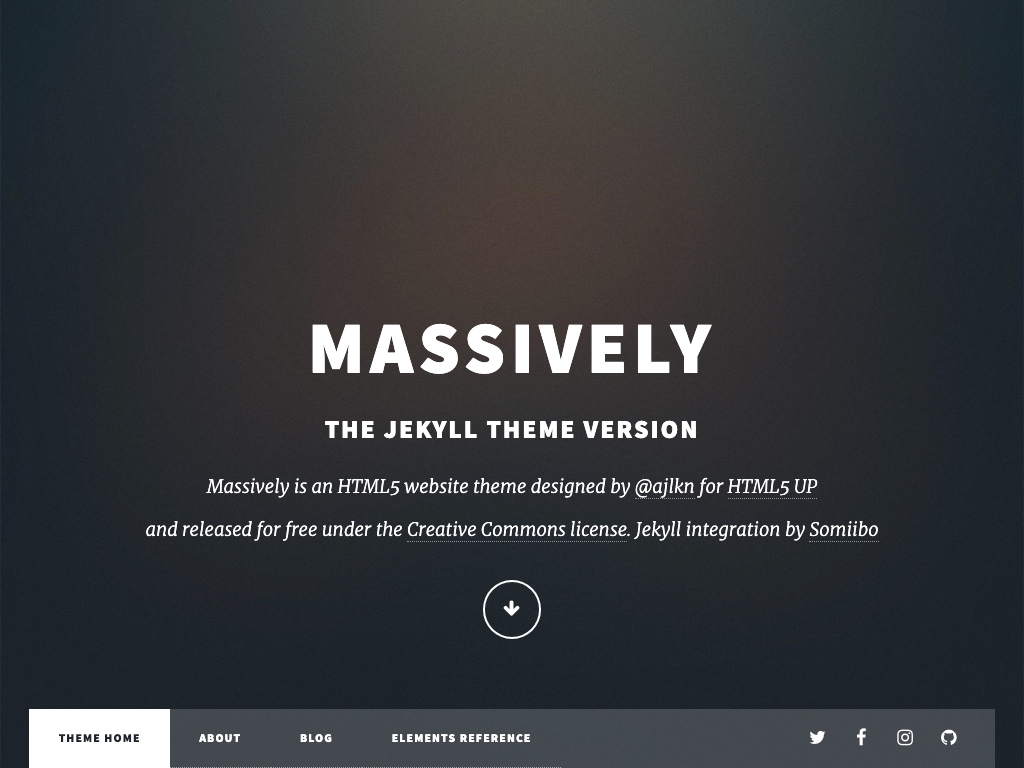 MASSIVELY
THE JEKYLL THEME VERSION
Massively is an HTML5 website theme designed by @ajlkn for HTML5 UP
and released for free under the Creative Commons license. Jekyll integration by Somiibo
THEME HOME ABOUT BLOG ELEMENTS REFERENCE